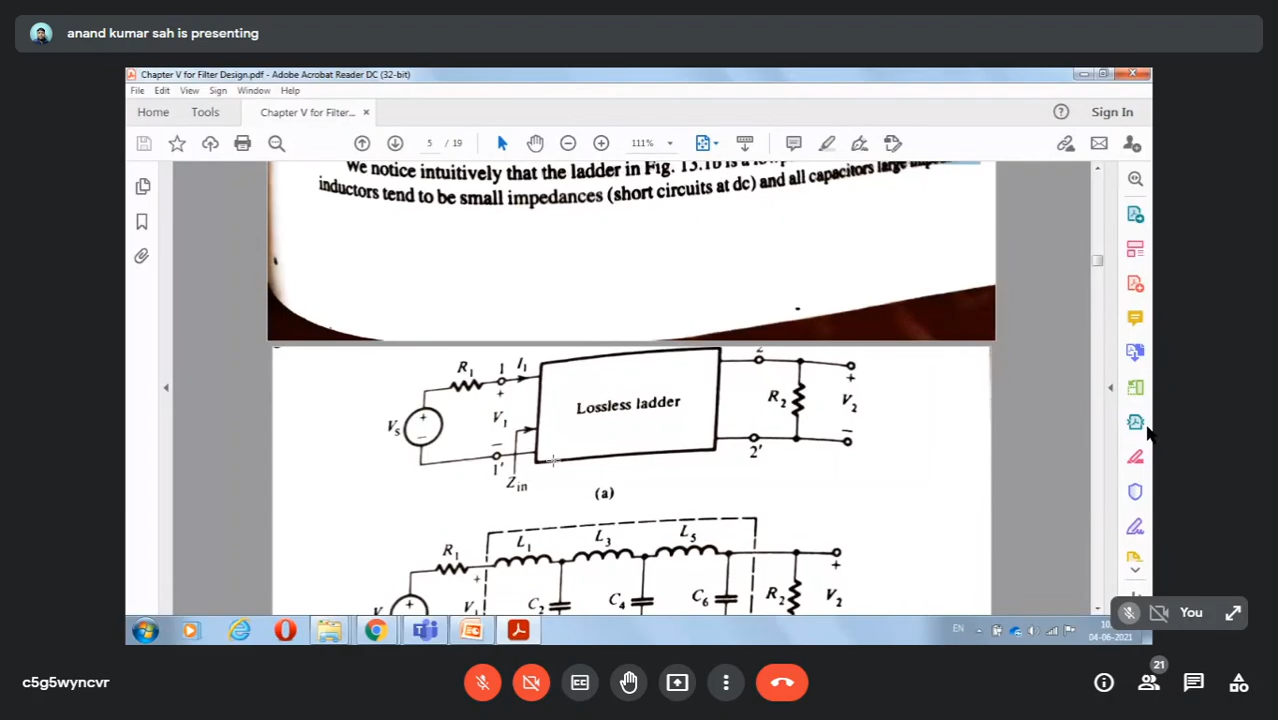 anand kumar sah is presenting
Chapter V for Filter Design.pdf - Adobe Acrobat Reader DC (32-bit)
File Edit View Sign Window Help
Home Tools Chapter V for Filter... × Sign In
5 / 19 111%
We notice intuitively that the ladder in Fig. 13.1b is a
inductors tend to be small impedances (short circuits at dc) and all capacitors large
R1 1 I1 2
+ +
Vs + V1 Lossless ladder R2 V2
− − −
1' 2'
Zin
(a)
L1 L3 L5
R1 +
+ + V1 C2 C4 C6 R2 V2
EN
04-06-2021
You
c5g5wyncvr
21